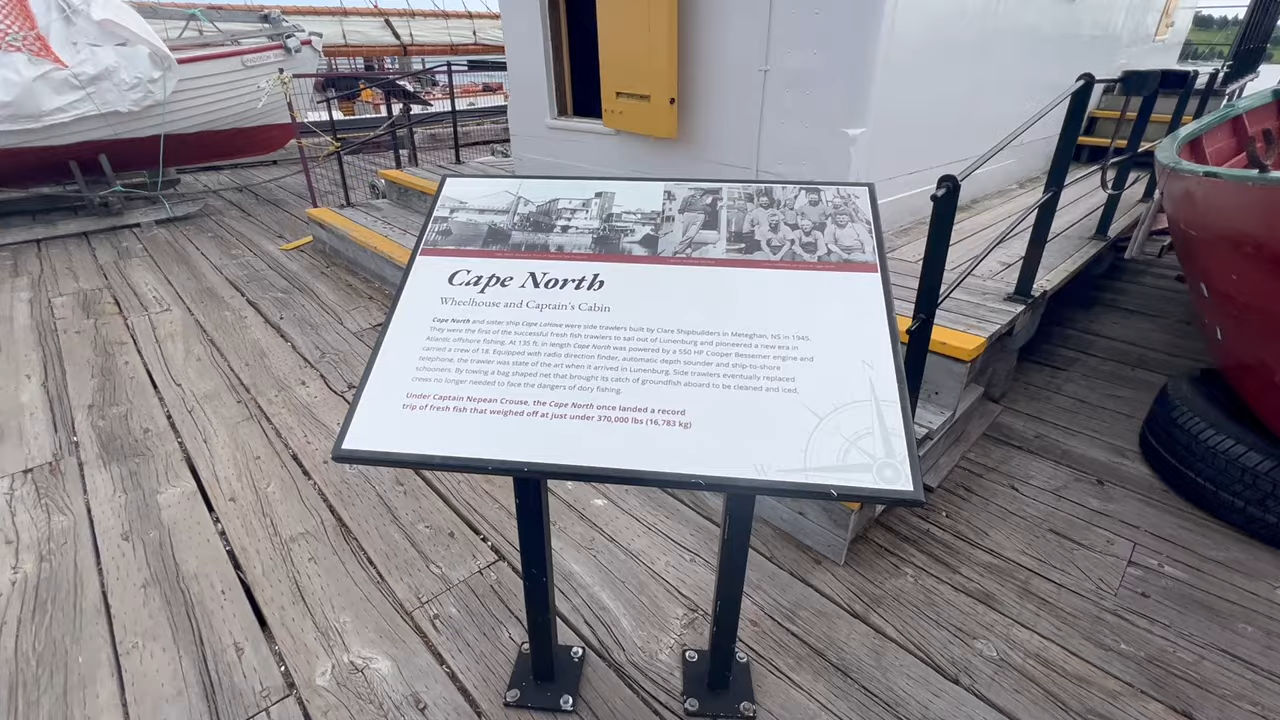 Cape North
Wheelhouse and Captain's Cabin
Cape North and sister ship Cape LaHave were side trawlers built by Clare Shipbuilders in Meteghan, NS in 1945.
They were the first of the successful fresh fish trawlers to sail out of Lunenburg and pioneered a new era in
Atlantic offshore fishing. At 135 ft. in length Cape North was powered by a 550 HP Cooper Bessemer engine and
carried a crew of 18. Equipped with radio direction finder, automatic depth sounder and ship-to-shore
telephone, the trawler was state of the art when it arrived in Lunenburg. Side trawlers eventually replaced
schooners. By towing a bag shaped net that brought its catch of groundfish aboard to be cleaned and iced,
crews no longer needed to face the dangers of dory fishing.
Under Captain Nepean Crouse, the Cape North once landed a record
trip of fresh fish that weighed off at just under 370,000 lbs (16,783 kg)
N
W